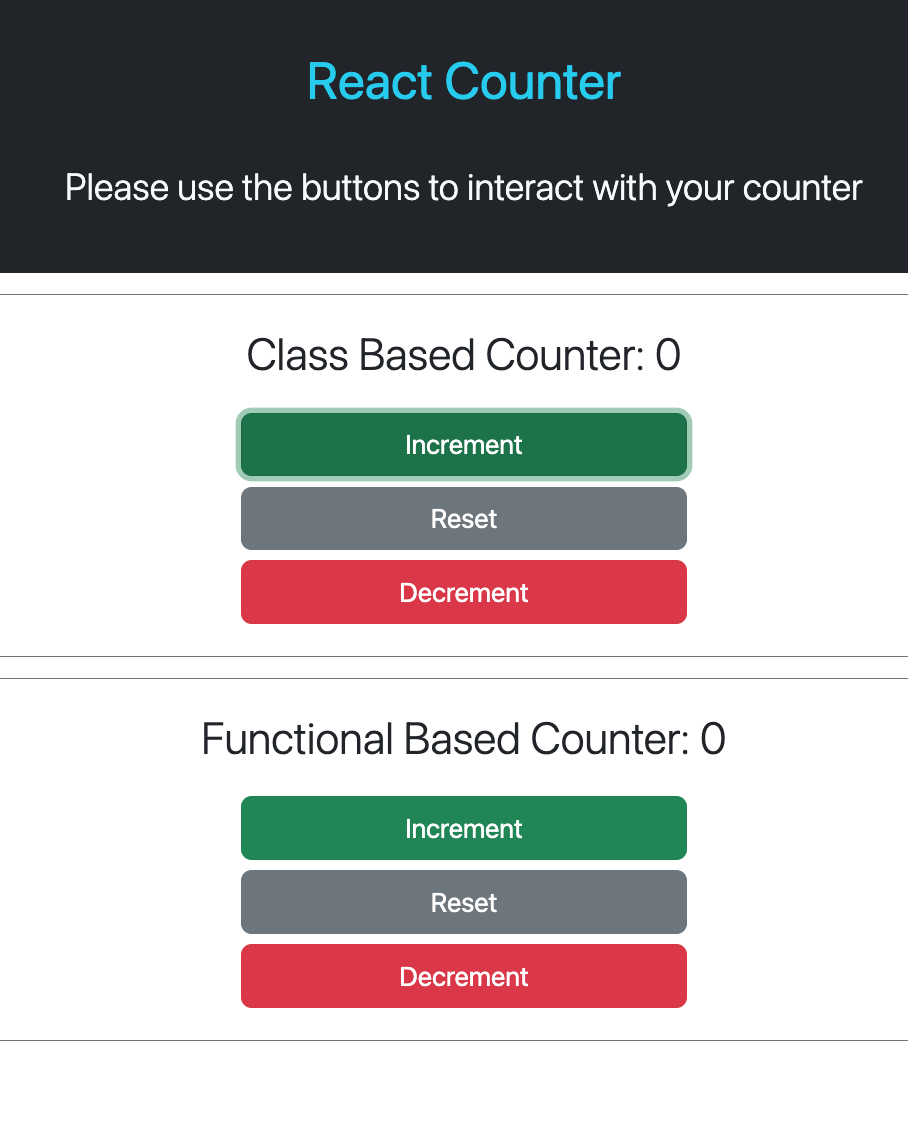 React Counter
Please use the buttons to interact with your counter
Class Based Counter: 0
Increment
Reset
Decrement
Functional Based Counter: 0
Increment
Reset
Decrement